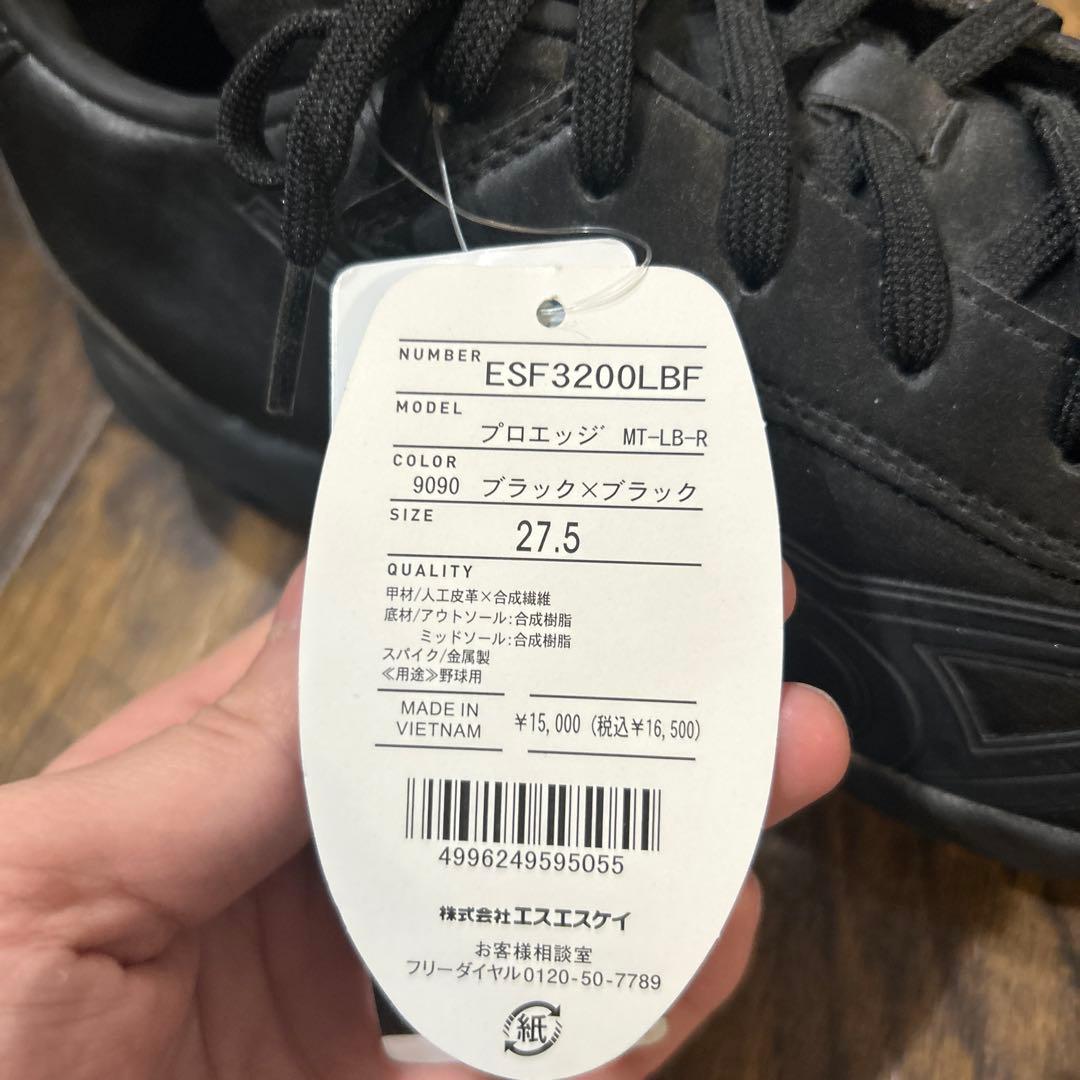 NUMBER ESF3200LBF
MODEL
プロエッジ MT-LB-R
COLOR
9090 ブラック×ブラック
SIZE
27.5
QUALITY
甲材/人工皮革×合成繊維
底材/アウトソール:合成樹脂
ミッドソール:合成樹脂
スパイク/金属製
≪用途≫野球用
MADE IN
VIETNAM
¥15,000 (税込¥16,500)
4996249595055
株式会社エスエスケイ
お客様相談室
フリーダイヤル0120-50-7789
紙